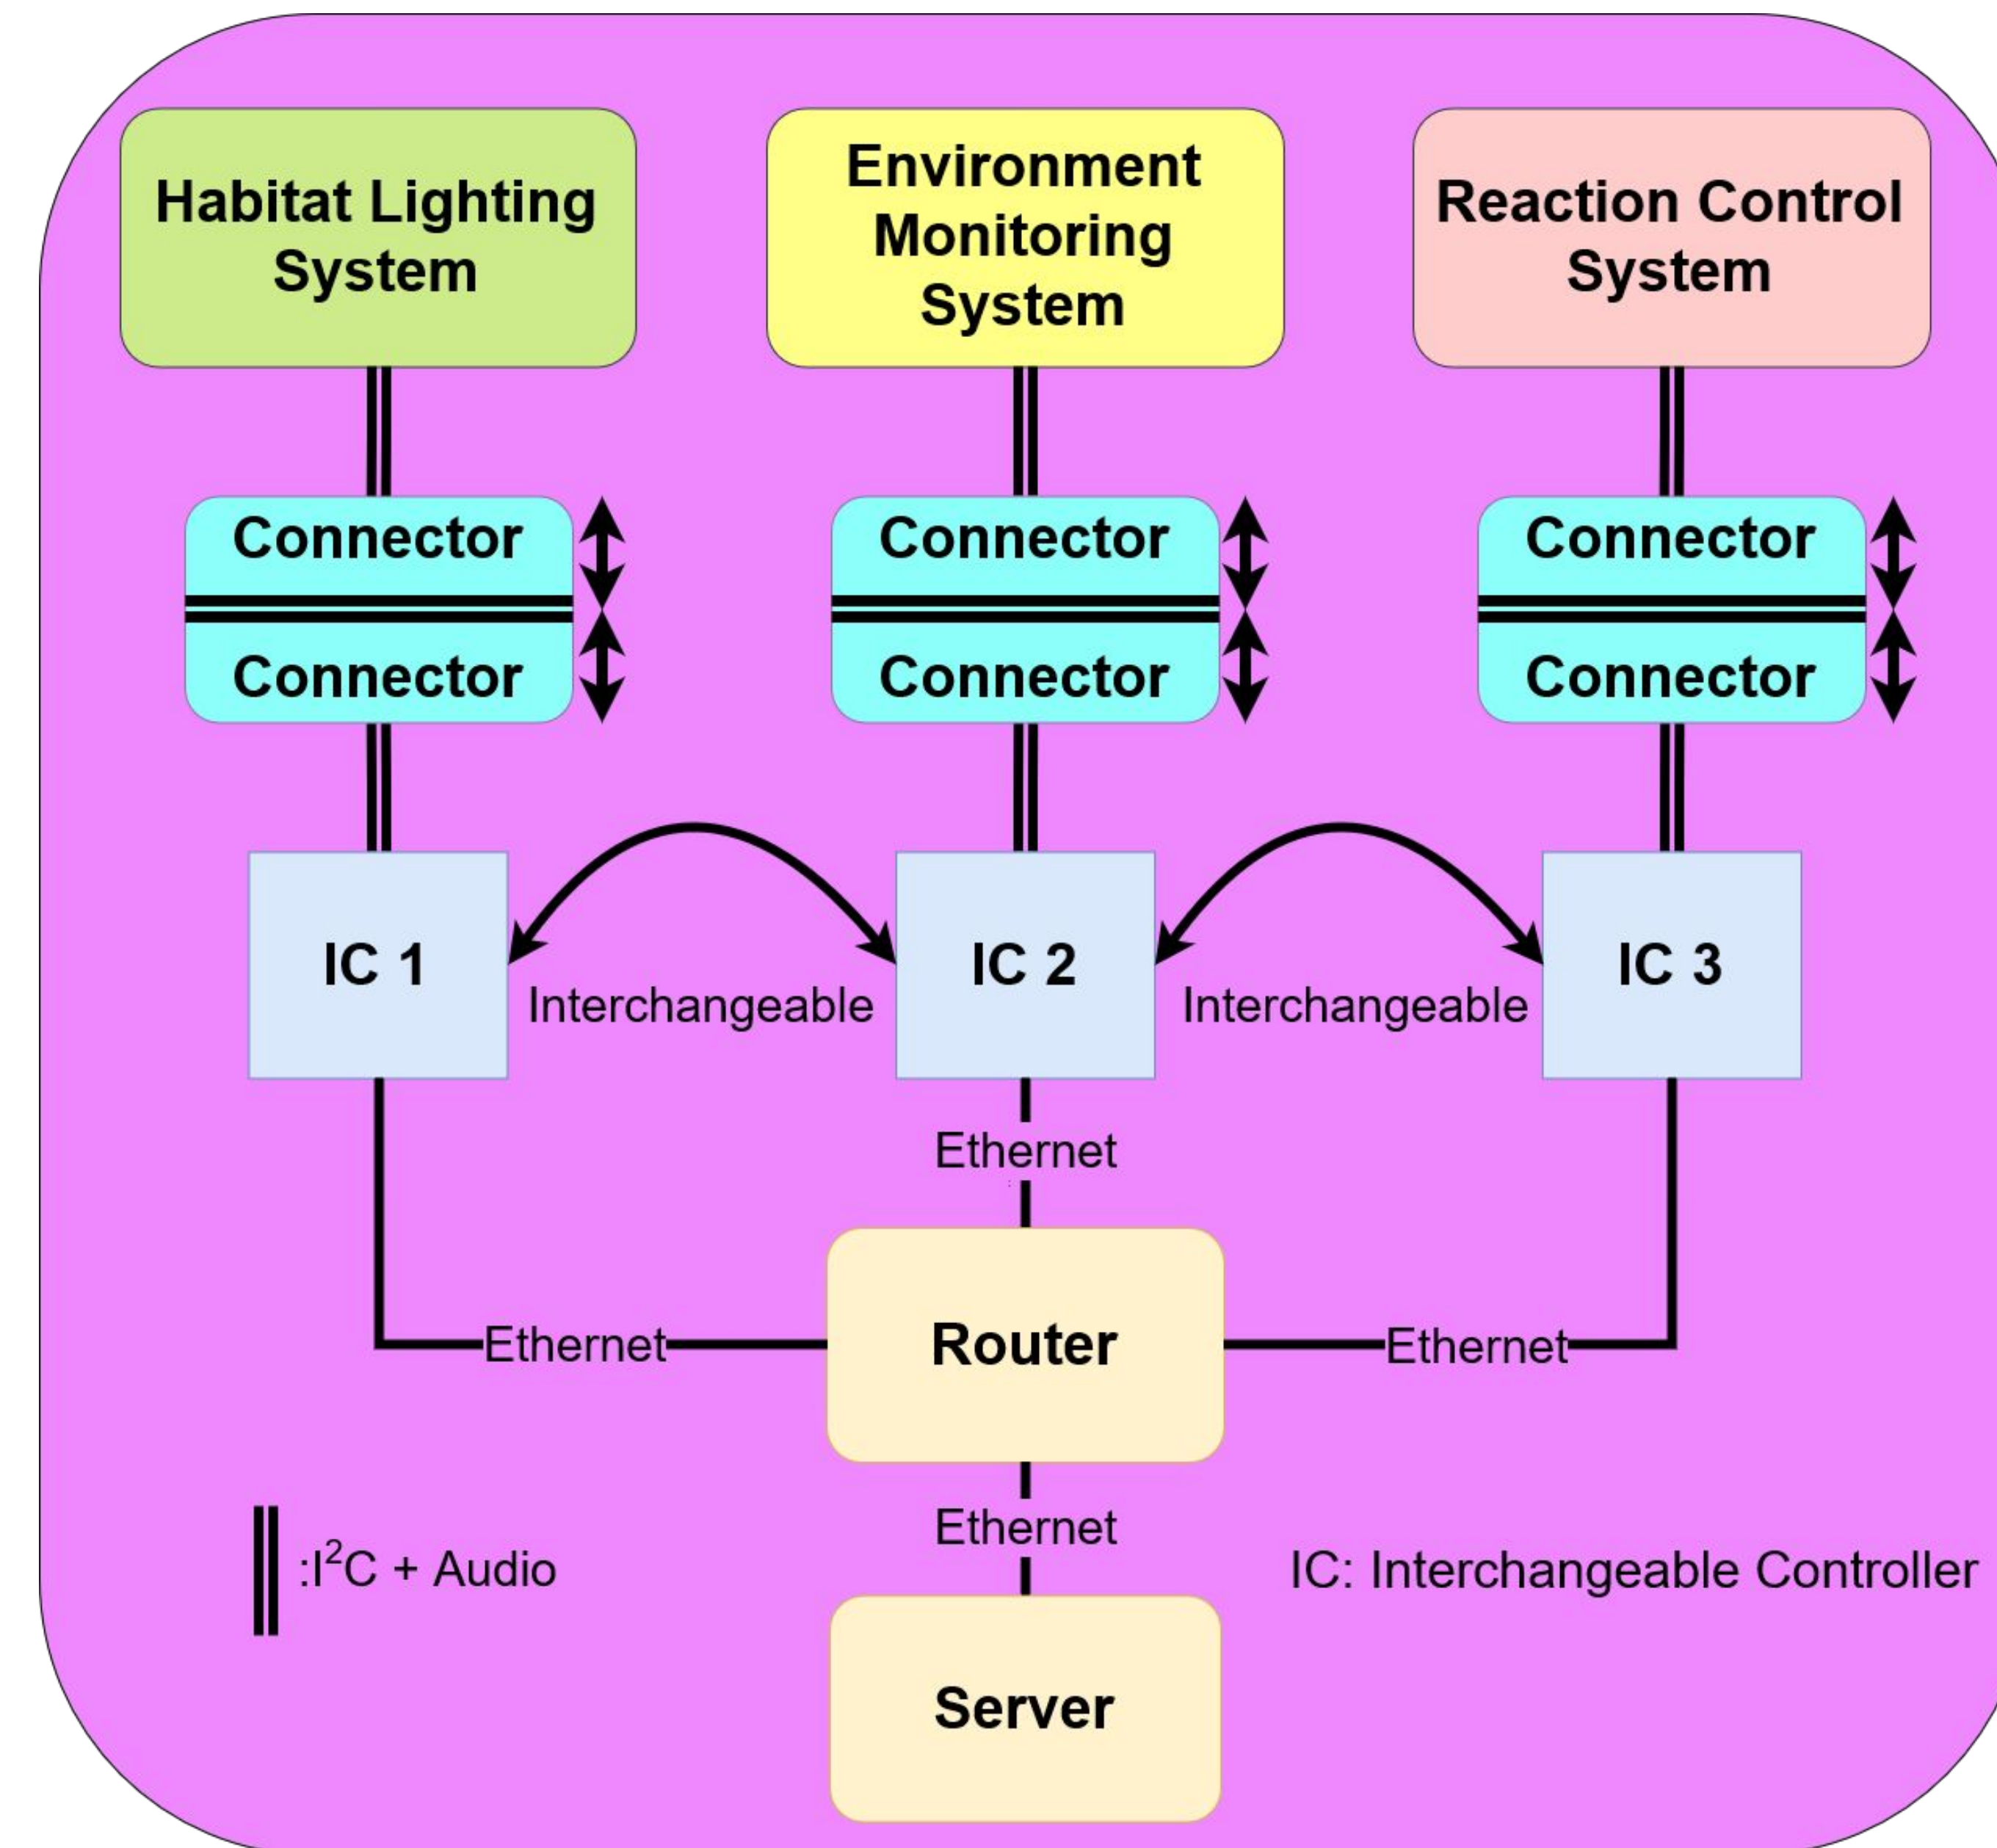 Habitat Lighting
System
Environment
Monitoring
System
Reaction Control
System
Connector
Connector
Connector
Connector
Connector
Connector
IC 1
Interchangeable
IC 2
Interchangeable
IC 3
Ethernet
Ethernet
Router
Ethernet
Ethernet
:I²C + Audio
IC: Interchangeable Controller
Server